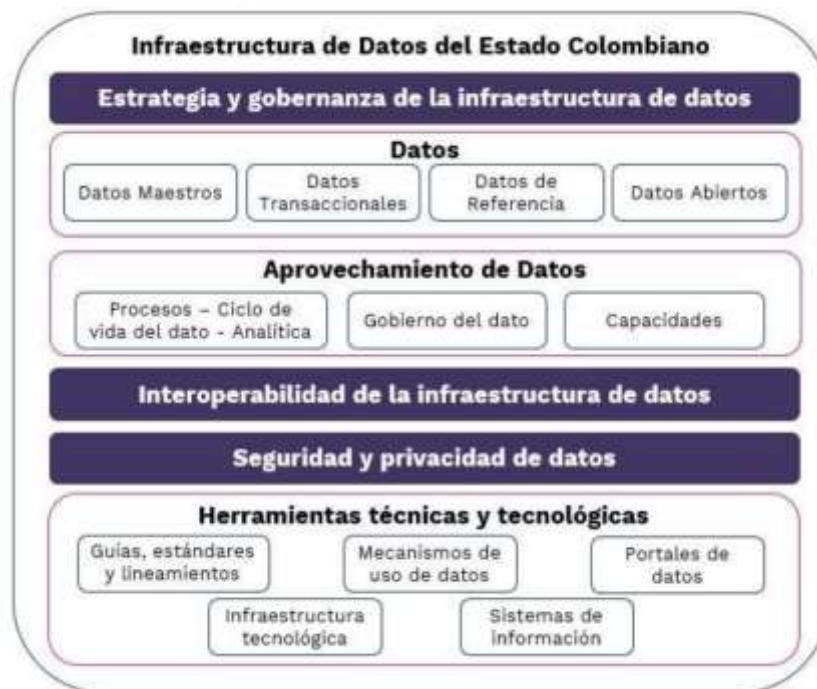 Infraestructura de Datos del Estado Colombiano
Estrategia y gobernanza de la infraestructura de datos
Datos
Datos Maestros
Datos
Transaccionales
Datos de
Referencia
Datos Abiertos
Aprovechamiento de Datos
Procesos – Ciclo de
vida del dato - Analítica
Gobierno del dato
Capacidades
Interoperabilidad de la infraestructura de datos
Seguridad y privacidad de datos
Herramientas técnicas y tecnológicas
Guías, estándares
y lineamientos
Mecanismos de
uso de datos
Portales de
datos
Infraestructura
tecnológica
Sistemas de
información